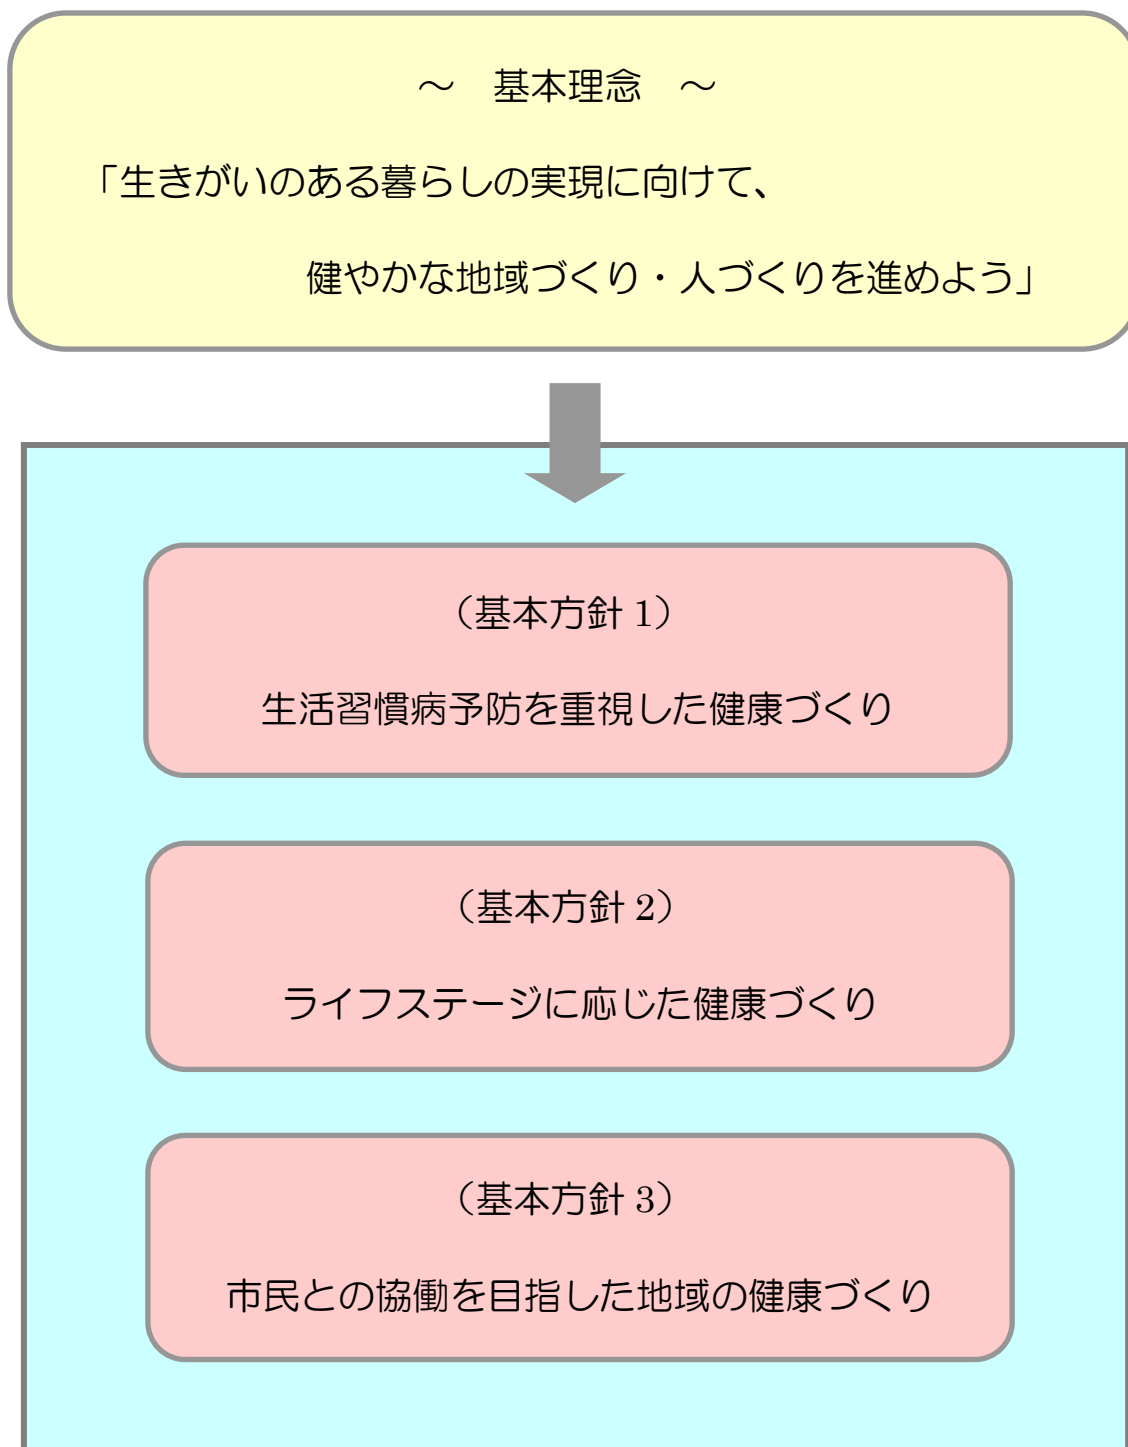 ～　基本理念　～
「生きがいのある暮らしの実現に向けて、
健やかな地域づくり・人づくりを進めよう」
（基本方針 1）
生活習慣病予防を重視した健康づくり
（基本方針 2）
ライフステージに応じた健康づくり
（基本方針 3）
市民との協働を目指した地域の健康づくり